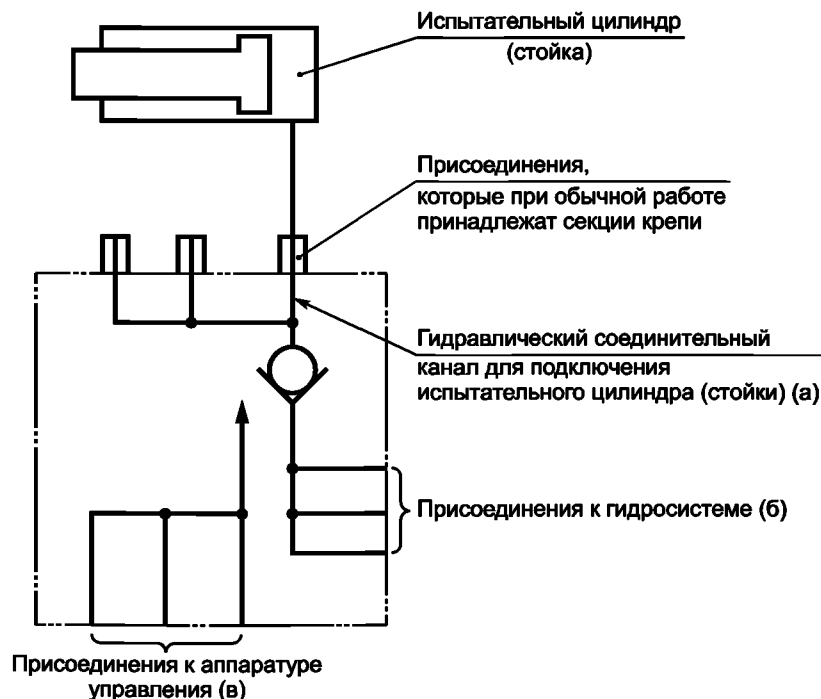 Испытательный цилиндр
(стойка)
Присоединения,
которые при обычной работе
принадлежат секции крепи
Гидравлический соединительный
канал для подключения
испытательного цилиндра (стойки) (а)
Присоединения к гидросистеме (б)
Присоединения к аппаратуре
управления (в)